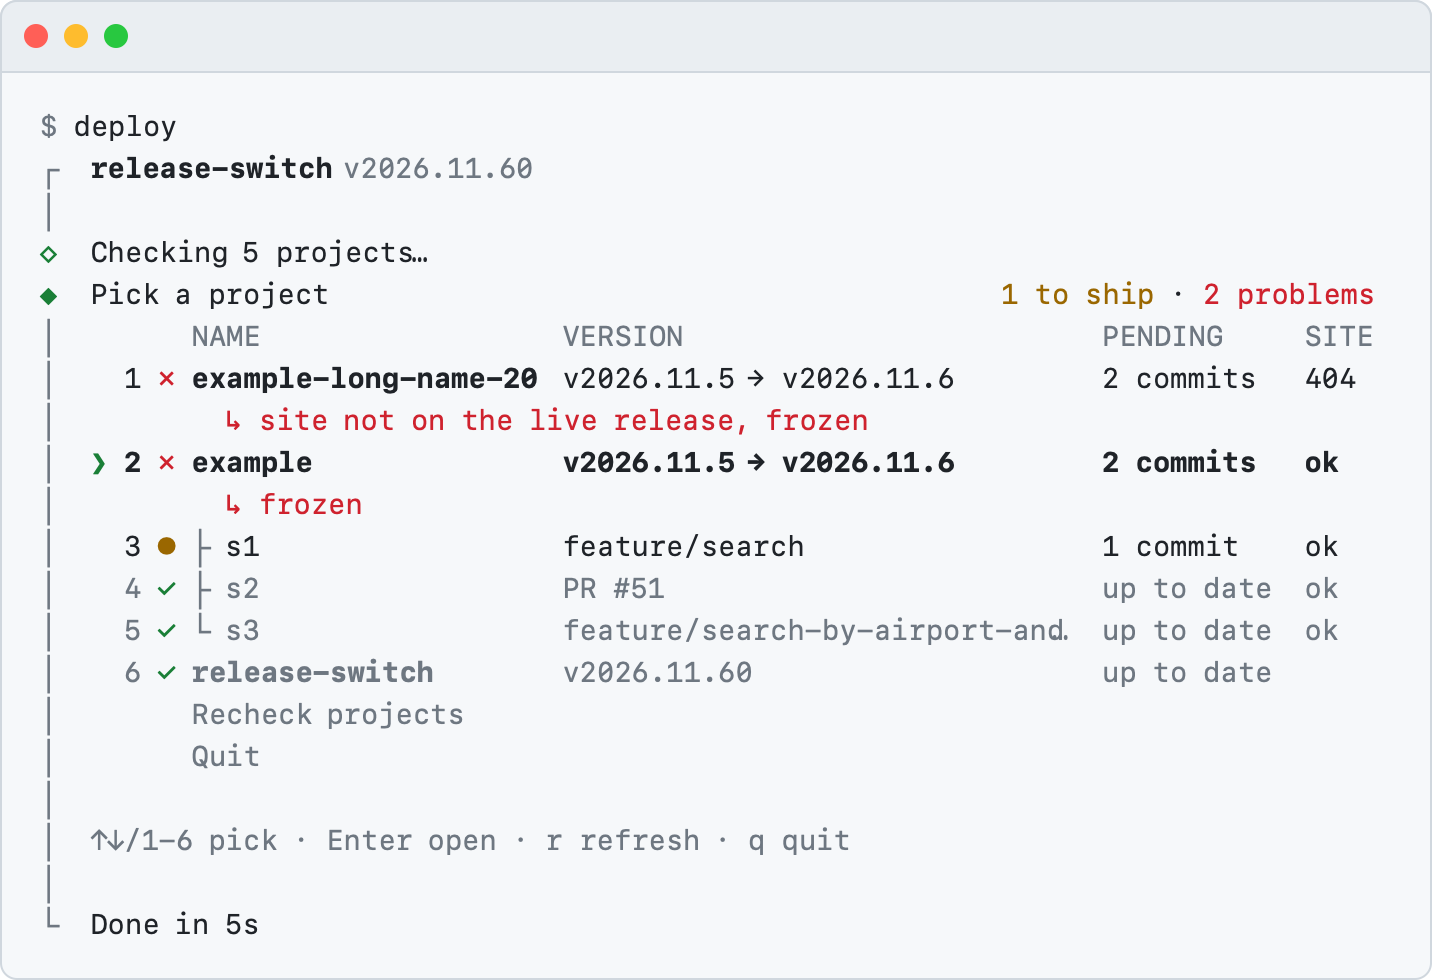 $ deploy
┌  release-switch v2026.11.60
│
◇  Checking 5 projects…
◆  Pick a project                                        1 to ship · 2 problems
│        NAME                  VERSION                         PENDING     SITE
│    1 × example-long-name-20  v2026.11.5 → v2026.11.6         2 commits   404
│          ↳ site not on the live release, frozen
│  ❯ 2 × example               v2026.11.5 → v2026.11.6         2 commits   ok
│          ↳ frozen
│    3 ● ├ s1                  feature/search                  1 commit    ok
│    4 ✓ ├ s2                  PR #51                          up to date  ok
│    5 ✓ └ s3                  feature/search-by-airport-and…  up to date  ok
│    6 ✓ release-switch        v2026.11.60                     up to date
│        Recheck projects
│        Quit
│
│  ↑↓/1-6 pick · Enter open · r refresh · q quit
│
└  Done in 5s